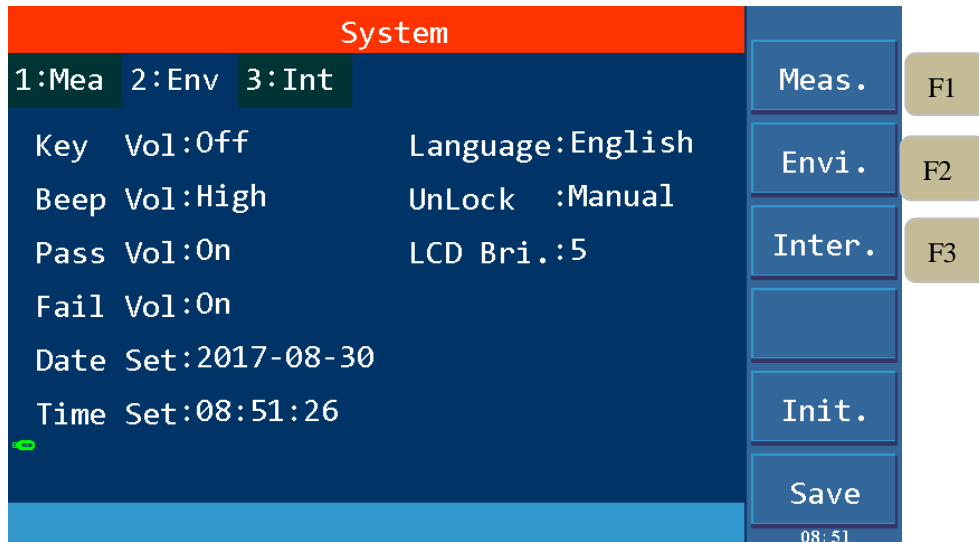 System
1:Mea 2:Env 3:Int
Key Vol:Off Language:English
Beep Vol:High UnLock :Manual
Pass Vol:On LCD Bri.:5
Fail Vol:On
Date Set:2017-08-30
Time Set:08:51:26
Meas. F1
Envi. F2
Inter. F3
Init.
Save
08:51